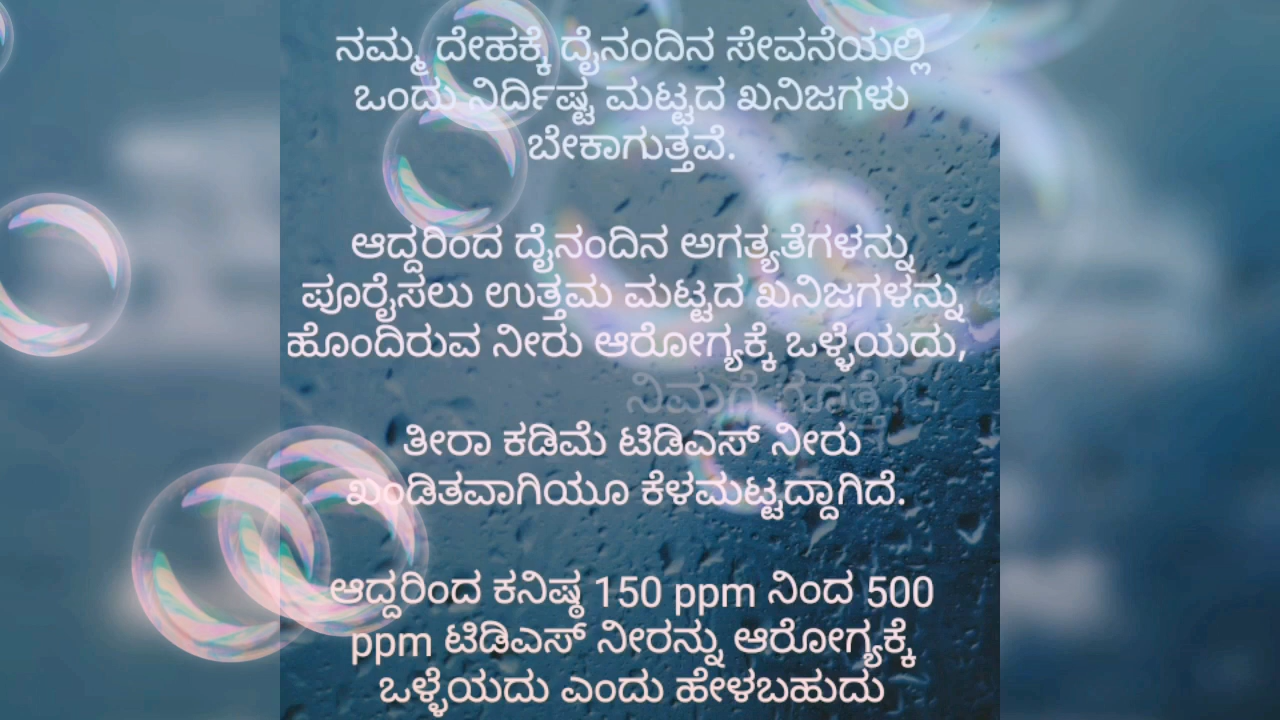 ನಮ್ಮ ದೇಹಕ್ಕೆ ದೈನಂದಿನ ಸೇವನೆಯಲ್ಲಿ
ಒಂದು ನಿರ್ದಿಷ್ಟ ಮಟ್ಟದ ಖನಿಜಗಳು
ಬೇಕಾಗುತ್ತವೆ.
ಆದ್ದರಿಂದ ದೈನಂದಿನ ಅಗತ್ಯತೆಗಳನ್ನು
ಪೂರೈಸಲು ಉತ್ತಮ ಮಟ್ಟದ ಖನಿಜಗಳನ್ನು
ಹೊಂದಿರುವ ನೀರು ಆರೋಗ್ಯಕ್ಕೆ ಒಳ್ಳೆಯದು,
ನಿಮಗೆ
ತೀರಾ ಕಡಿಮೆ ಟಿಡಿಎಸ್ ನೀರು
ಖಂಡಿತವಾಗಿಯೂ ಕೆಳಮಟ್ಟದ್ದಾಗಿದೆ.
ಆದ್ದರಿಂದ ಕನಿಷ್ಠ 150 ppm ನಿಂದ 500
ppm ಟಿಡಿಎಸ್ ನೀರನ್ನು ಆರೋಗ್ಯಕ್ಕೆ
ಒಳ್ಳೆಯದು ಎಂದು ಹೇಳಬಹುದು